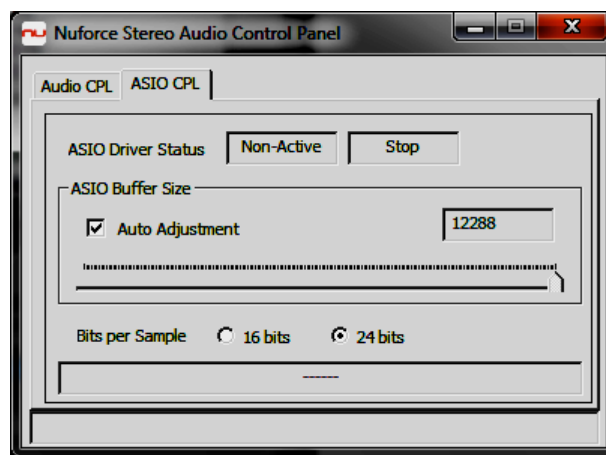 nu Nuforce Stereo Audio Control Panel
Audio CPL ASIO CPL
ASIO Driver Status Non-Active Stop
ASIO Buffer Size
Auto Adjustment 12288
Bits per Sample 16 bits 24 bits
------